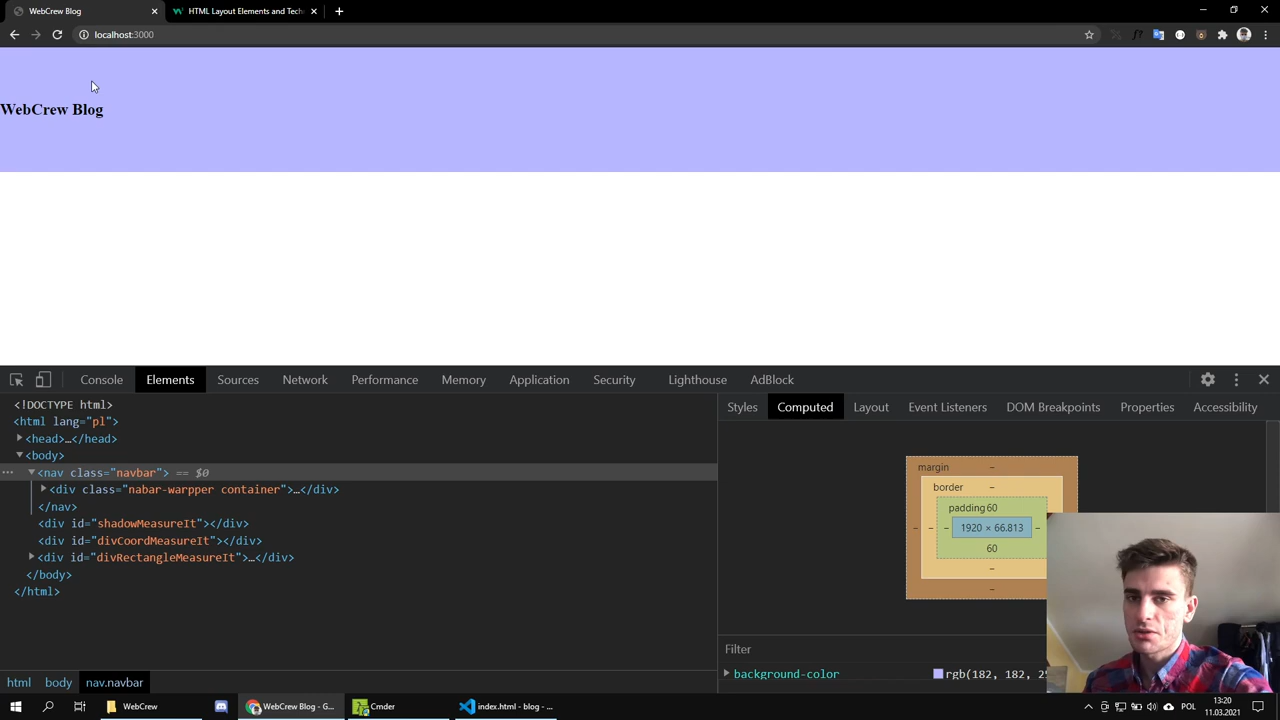 WebCrew Blog
HTML Layout Elements and Tech
localhost:3000
WebCrew Blog
Console Elements Sources Network Performance Memory Application Security Lighthouse AdBlock
<!DOCTYPE html>
<html lang="pl">
<head>…</head>
<body>
<nav class="navbar"> == $0
<div class="nabar-warpper container">…</div>
</nav>
<div id="shadowMeasureIt"></div>
<div id="divCoordMeasureIt"></div>
<div id="divRectangleMeasureIt">…</div>
</body>
</html>
html body nav.navbar
Styles Computed Layout Event Listeners DOM Breakpoints Properties Accessibility
margin –
border –
padding 60
– – – 1920 × 66.813 –
60
–
–
Filter
background-color rgb(182, 182, 25
WebCrew
WebCrew Blog - G...
Cmder
index.html - blog - ...
POL
13:20
11.03.2021